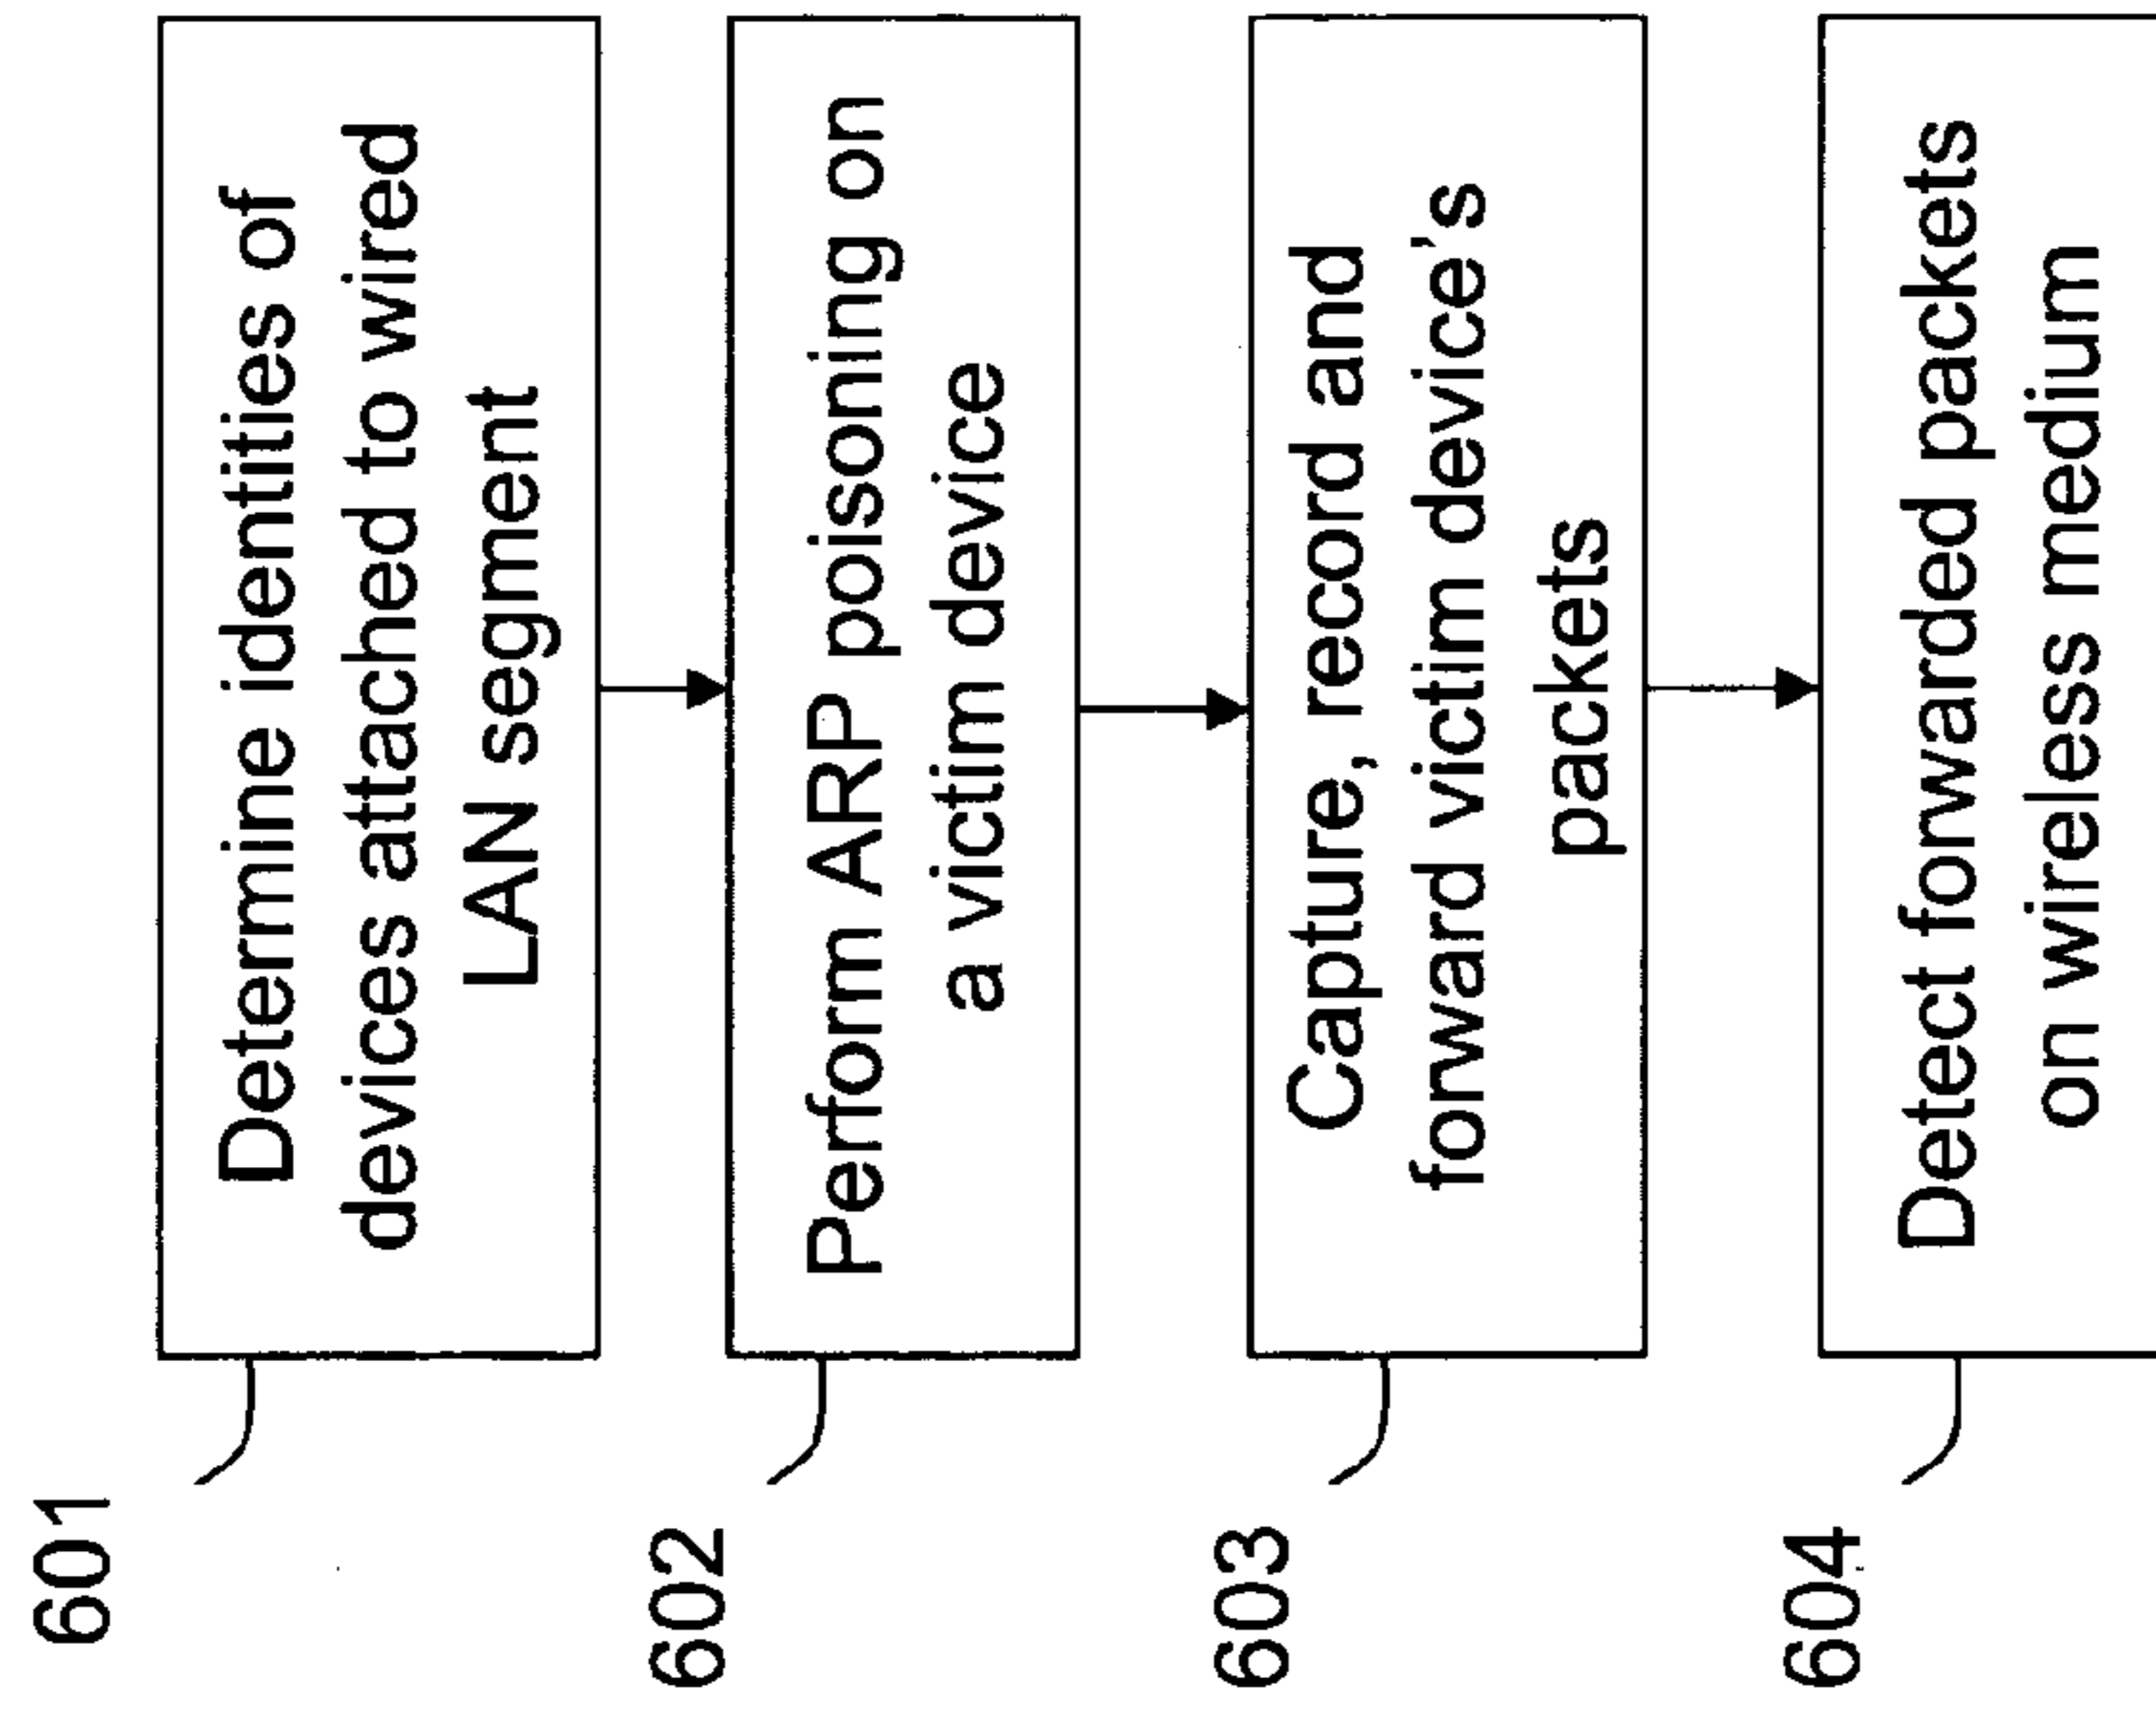 601
Determine identities of
devices attached to wired
LAN segment
602
Perform ARP poisoning on
a victim device
603
Capture, record and
forward victim device's
packets
604
Detect forwarded packets
on wireless medium